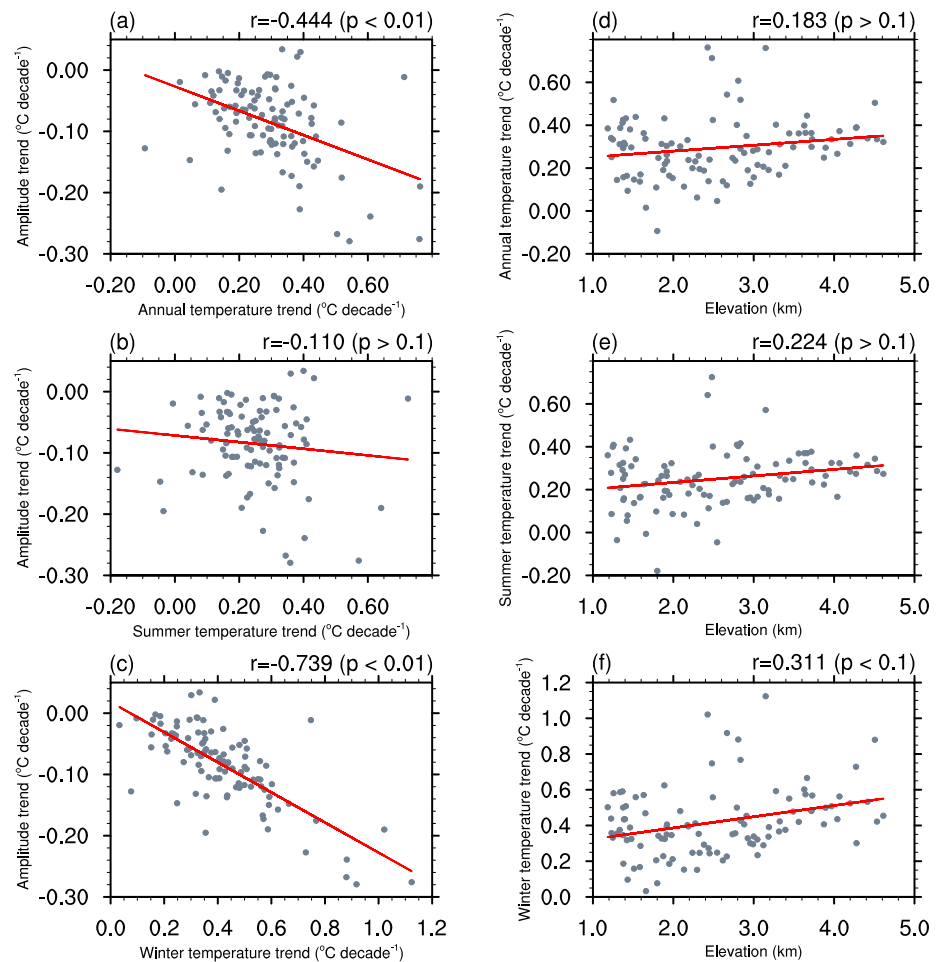 (a) r=-0.444 (p < 0.01)
0.00
-0.10
-0.20
-0.30
Amplitude trend (°C decade⁻¹)
-0.20 0.00 0.20 0.40 0.60
Annual temperature trend (°C decade⁻¹)
(d) r=0.183 (p > 0.1)
0.60
0.40
0.20
0.00
-0.20
Annual temperature trend (°C decade⁻¹)
1.0 2.0 3.0 4.0 5.0
Elevation (km)
(b) r=-0.110 (p > 0.1)
0.00
-0.10
-0.20
-0.30
Amplitude trend (°C decade⁻¹)
-0.20 0.00 0.20 0.40 0.60
Summer temperature trend (°C decade⁻¹)
(e) r=0.224 (p > 0.1)
0.60
0.40
0.20
0.00
-0.20
Summer temperature trend (°C decade⁻¹)
1.0 2.0 3.0 4.0 5.0
Elevation (km)
(c) r=-0.739 (p < 0.01)
0.00
-0.10
-0.20
-0.30
Amplitude trend (°C decade⁻¹)
0.0 0.2 0.4 0.6 0.8 1.0 1.2
Winter temperature trend (°C decade⁻¹)
(f) r=0.311 (p < 0.1)
1.2
1.0
0.8
0.6
0.4
0.2
0.0
Winter temperature trend (°C decade⁻¹)
1.0 2.0 3.0 4.0 5.0
Elevation (km)